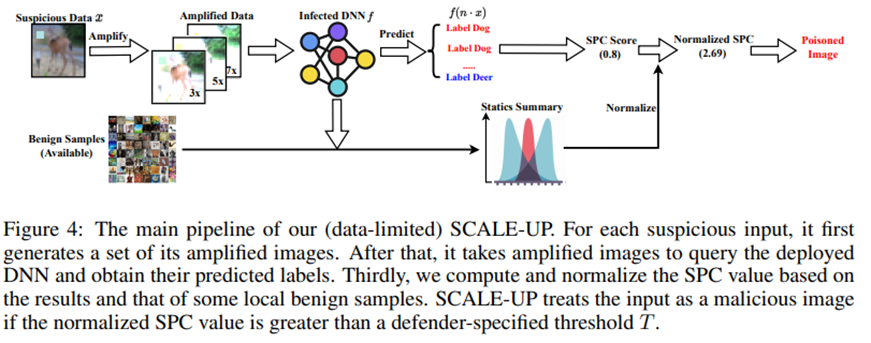 Suspicious Data x
Amplify
Amplified Data
3x
5x
7x
Infected DNN f
Predict
f(n · x)
Label Dog
Label Dog
......
Label Deer
SPC Score
(0.8)
Normalized SPC
(2.69)
Poisoned
Image
Benign Samples
(Available)
Statics Summary
Normalize
Figure 4: The main pipeline of our (data-limited) SCALE-UP. For each suspicious input, it first
generates a set of its amplified images. After that, it takes amplified images to query the deployed
DNN and obtain their predicted labels. Thirdly, we compute and normalize the SPC value based on
the results and that of some local benign samples. SCALE-UP treats the input as a malicious image
if the normalized SPC value is greater than a defender-specified threshold T.